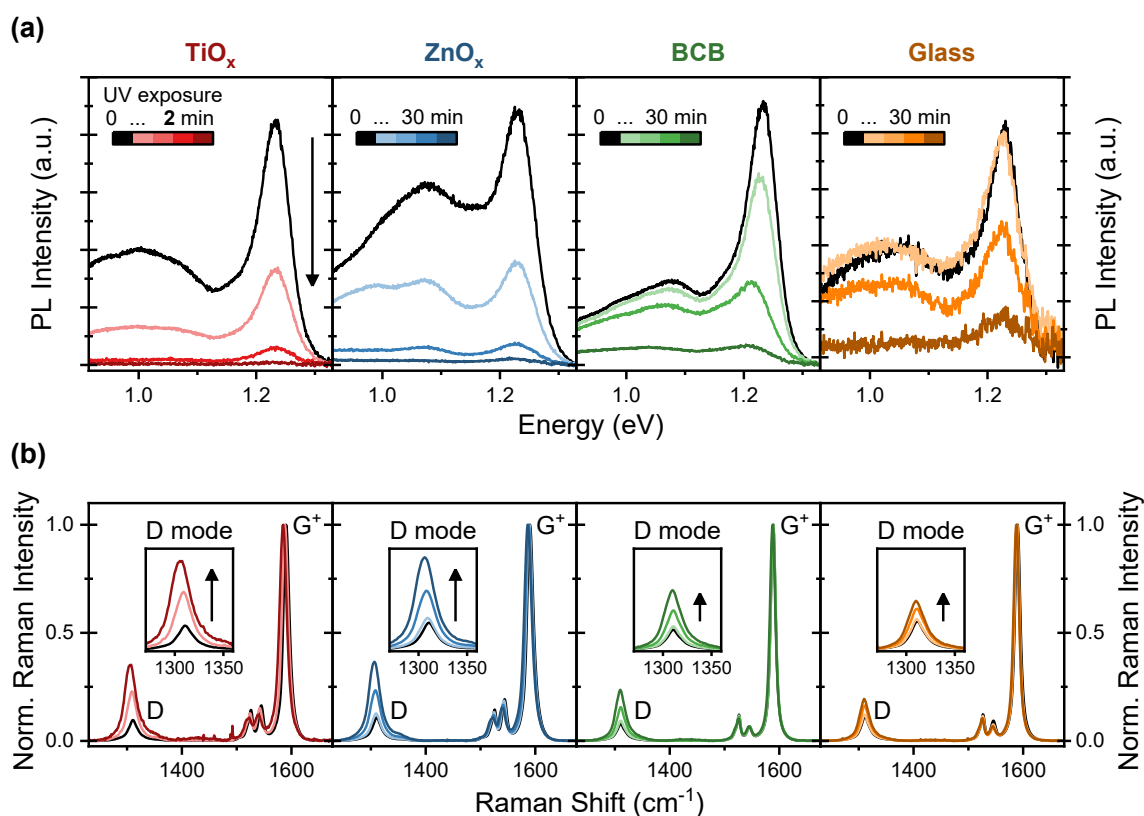 (a)
TiOx ZnOx BCB Glass
UV exposure
0 ... 2 min
0 ... 30 min
0 ... 30 min
0 ... 30 min
PL Intensity (a.u.)
PL Intensity (a.u.)
1.0 1.2 1.0 1.2 1.0 1.2 1.0 1.2
Energy (eV)
(b)
Norm. Raman Intensity
Norm. Raman Intensity
1.0
0.5
0.0
D mode G+
1300 1350
D
D mode G+
1300 1350
D
D mode G+
1300 1350
D
D mode G+
1300 1350
D
1.0
0.5
0.0
1400 1600 1400 1600 1400 1600 1400 1600
Raman Shift (cm-1)